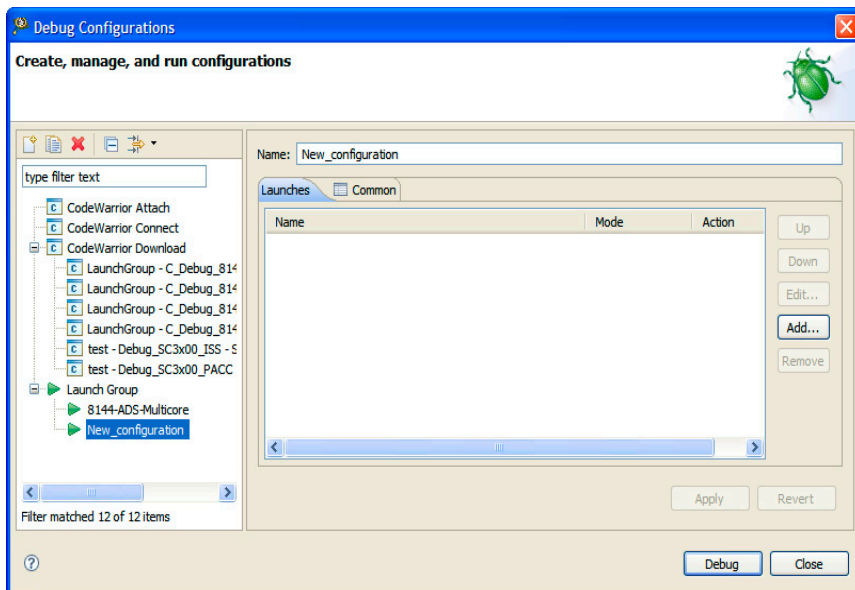 Debug Configurations
Create, manage, and run configurations
type filter text
CodeWarrior Attach
CodeWarrior Connect
CodeWarrior Download
LaunchGroup - C_Debug_814
LaunchGroup - C_Debug_814
LaunchGroup - C_Debug_814
LaunchGroup - C_Debug_814
test - Debug_SC3x00_ISS - S
test - Debug_SC3x00_PACC
Launch Group
8144-ADS-Multicore
New_configuration
Filter matched 12 of 12 items
Name: New_configuration
Launches Common
Name Mode Action
Up
Down
Edit...
Add...
Remove
Apply Revert
Debug Close